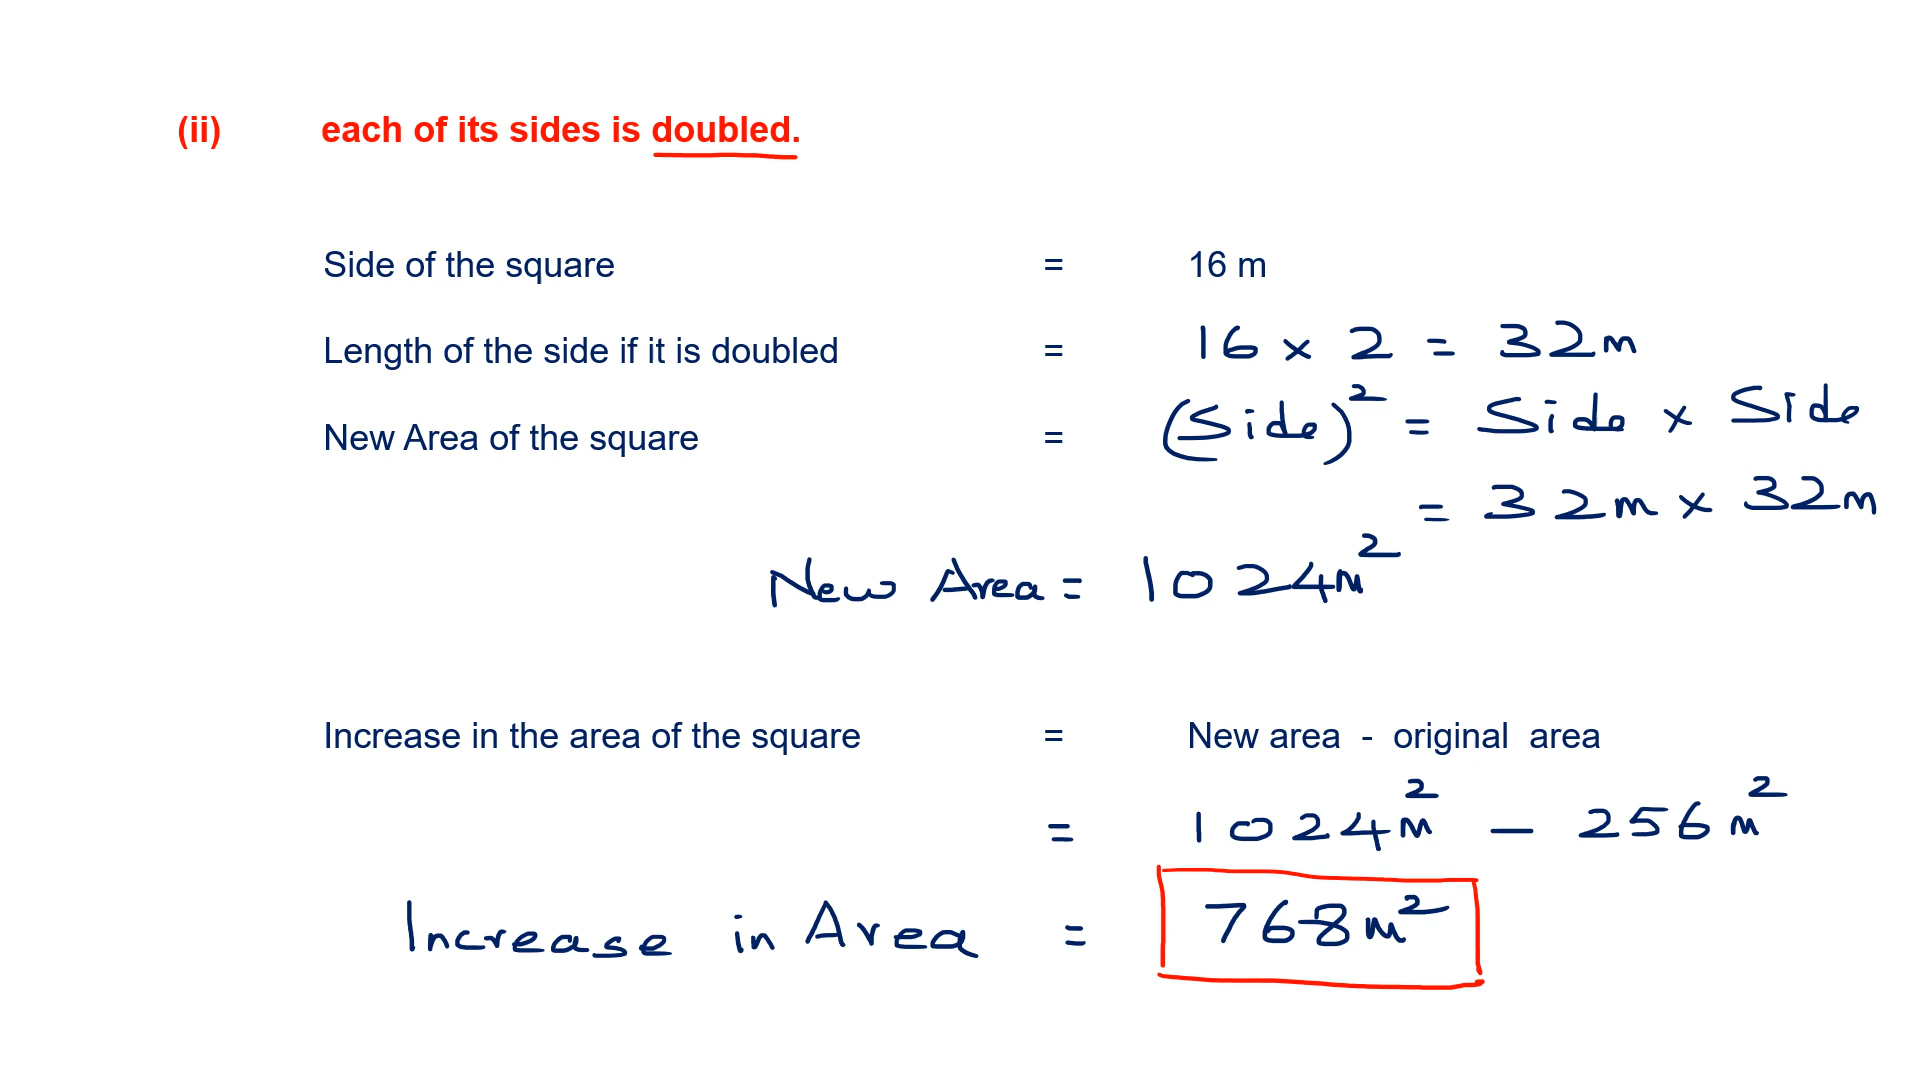 (ii) each of its sides is doubled.
Side of the square = 16 m
Length of the side if it is doubled = 16 × 2 = 32m
New Area of the square = (Side)² = Side × Side
= 32m × 32m
New Area = 1024m²
Increase in the area of the square = New area - original area
= 1024m² – 256m²
Increase in Area = 768m²